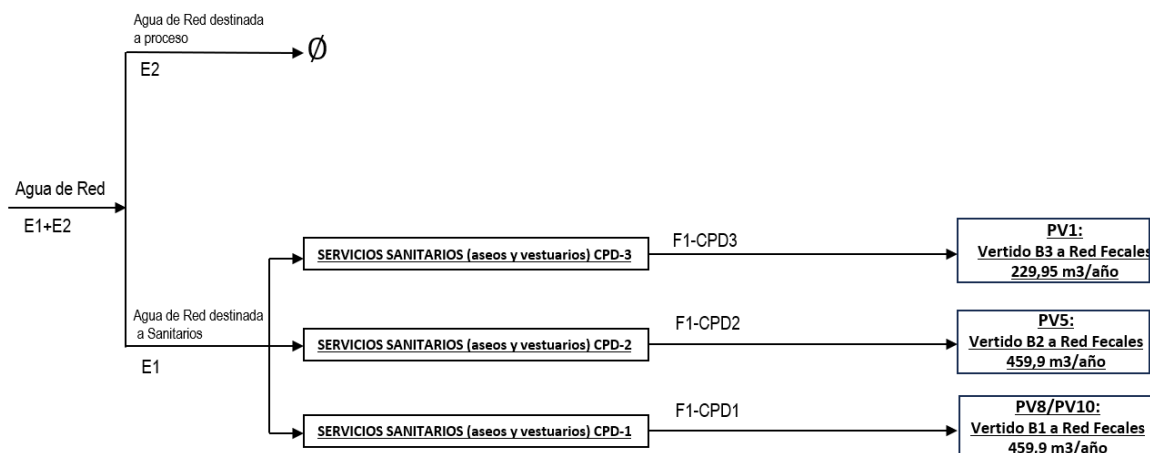 Agua de Red destinada
a proceso
E2
Ø
Agua de Red
E1+E2
Agua de Red destinada
a Sanitarios
E1
SERVICIOS SANITARIOS (aseos y vestuarios) CPD-3
F1-CPD3
PV1:
Vertido B3 a Red Fecales
229,95 m3/año
SERVICIOS SANITARIOS (aseos y vestuarios) CPD-2
F1-CPD2
PV5:
Vertido B2 a Red Fecales
459,9 m3/año
SERVICIOS SANITARIOS (aseos y vestuarios) CPD-1
F1-CPD1
PV8/PV10:
Vertido B1 a Red Fecales
459,9 m3/año